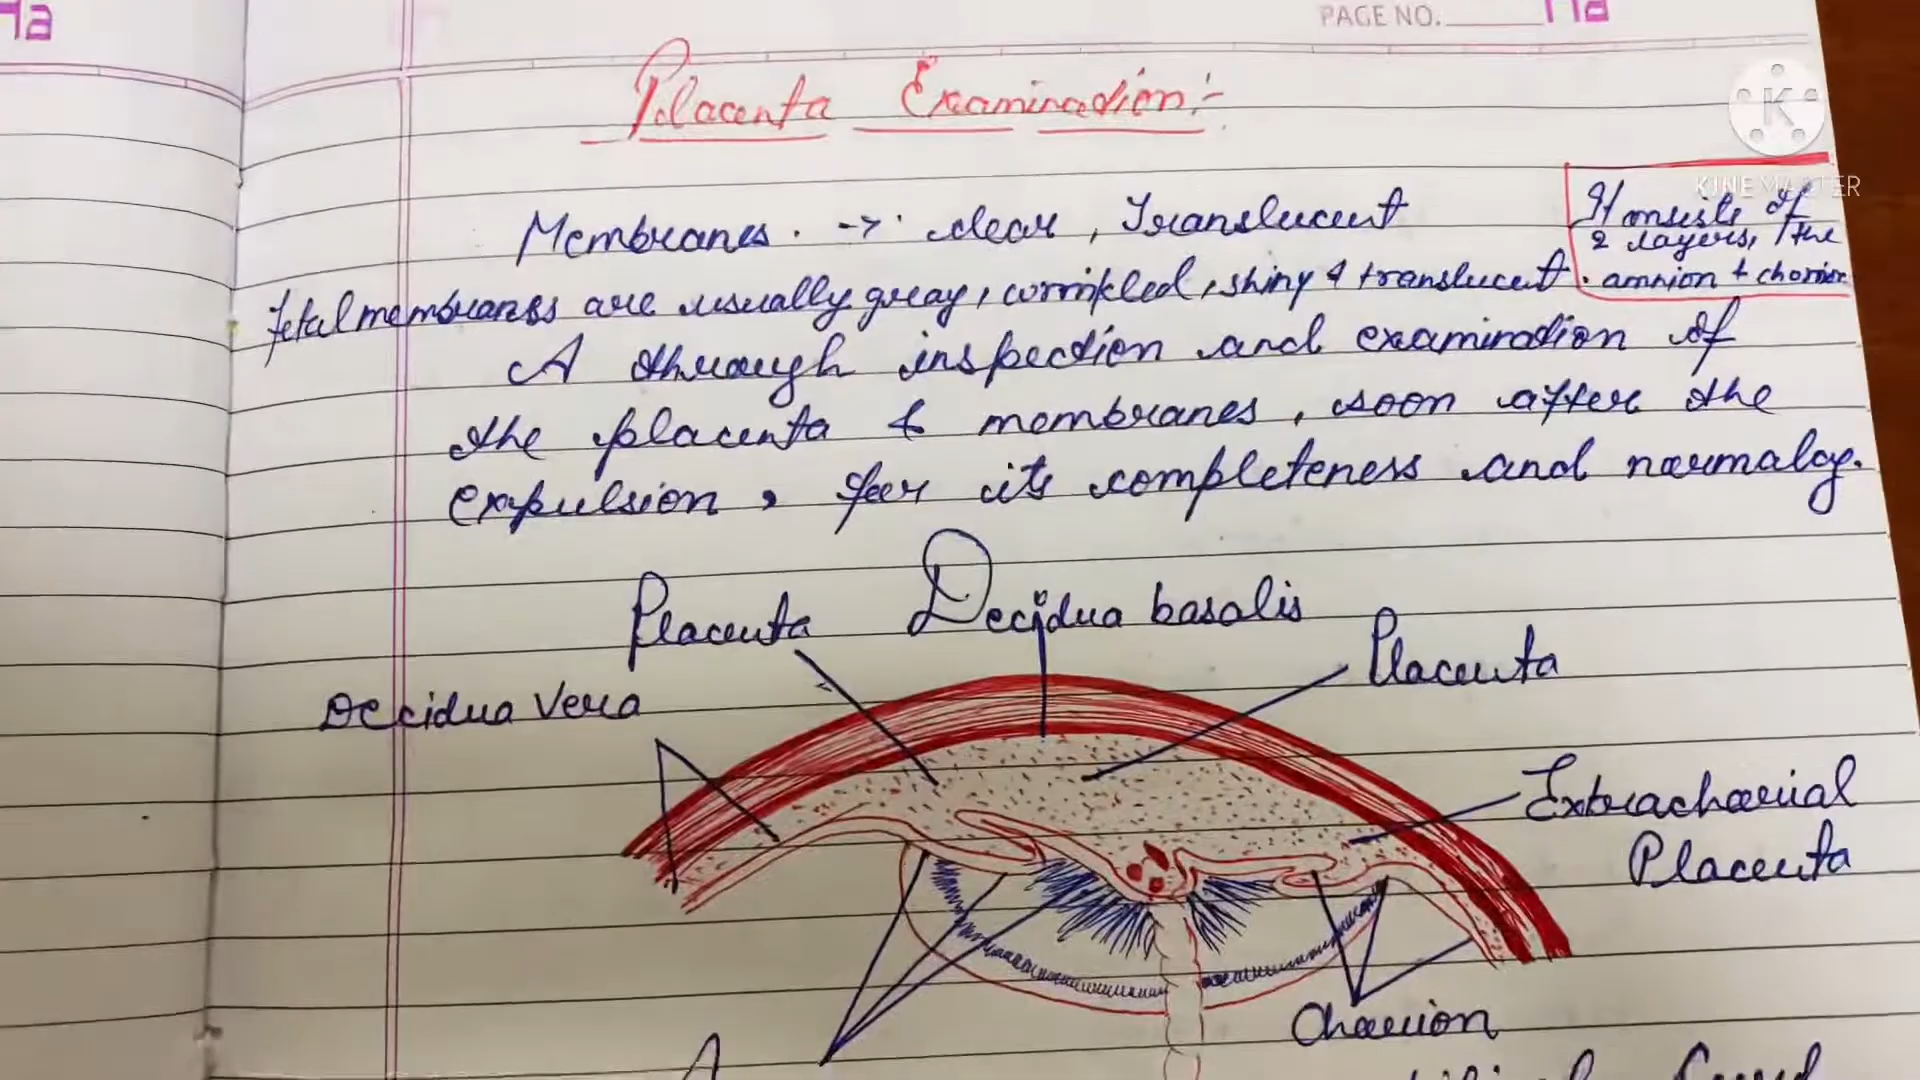 Ha
PAGE NO.
Placenta Examination:-
KINEMASTER
Membranes. -> clear, Translucent
It consists of
2 layers, the
amnion & chorion
fetal membranes are usually gray, wrinkled, shiny & translucent.
A through inspection and examination of
the placenta & membranes, soon after the
expulsion, for its completeness and normalcy.
Placenta
Decidua basalis
Placenta
Decidua Vera
Extrachorial
Placenta
Chorion
A